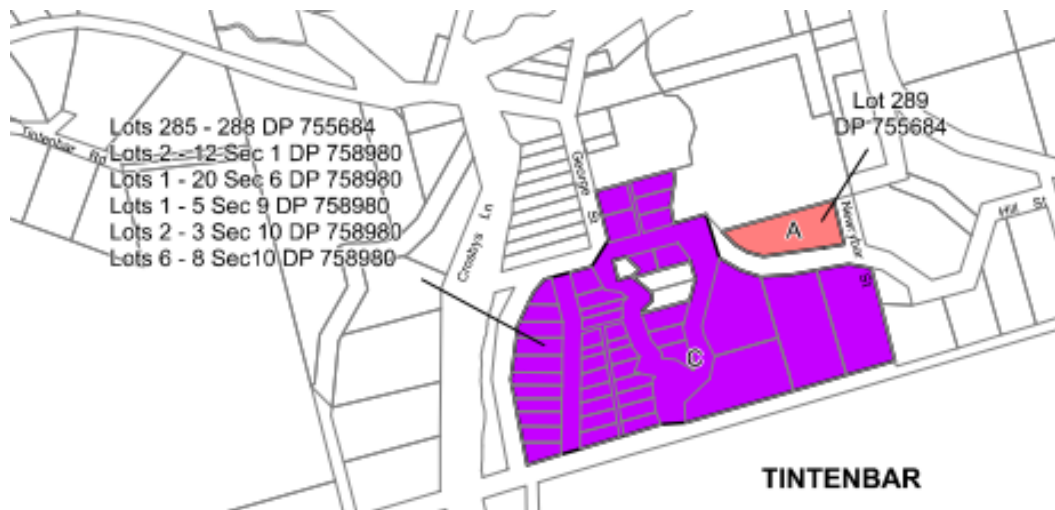 Lot 289
DP 755684
Lots 285 - 288 DP 755684
Tintenbar Rd
Lots 2 - 12 Sec 1 DP 758980
Lots 1 - 20 Sec 6 DP 758980
Lots 1 - 5 Sec 9 DP 758980
Lots 2 - 3 Sec 10 DP 758980
Lots 6 - 8 Sec10 DP 758980
George St
Crosbys Ln
Newrybar St
Hill St
A
C
TINTENBAR